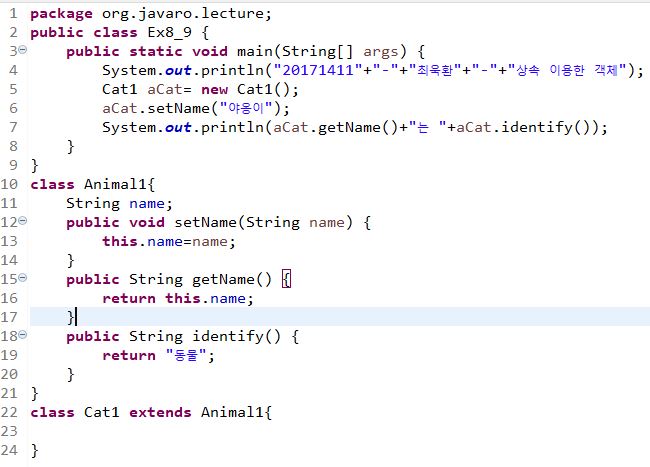 1 package org.javaro.lecture;
2 public class Ex8_9 {
3     public static void main(String[] args) {
4         System.out.println("20171411"+"-"+"최욱환"+"-"+"상속 이용한 객체");
5         Cat1 aCat= new Cat1();
6         aCat.setName("야옹이");
7         System.out.println(aCat.getName()+"는 "+aCat.identify());
8     }
9 }
10 class Animal1{
11     String name;
12     public void setName(String name) {
13         this.name=name;
14     }
15     public String getName() {
16         return this.name;
17     }
18     public String identify() {
19         return "동물";
20     }
21 }
22 class Cat1 extends Animal1{
23
24 }